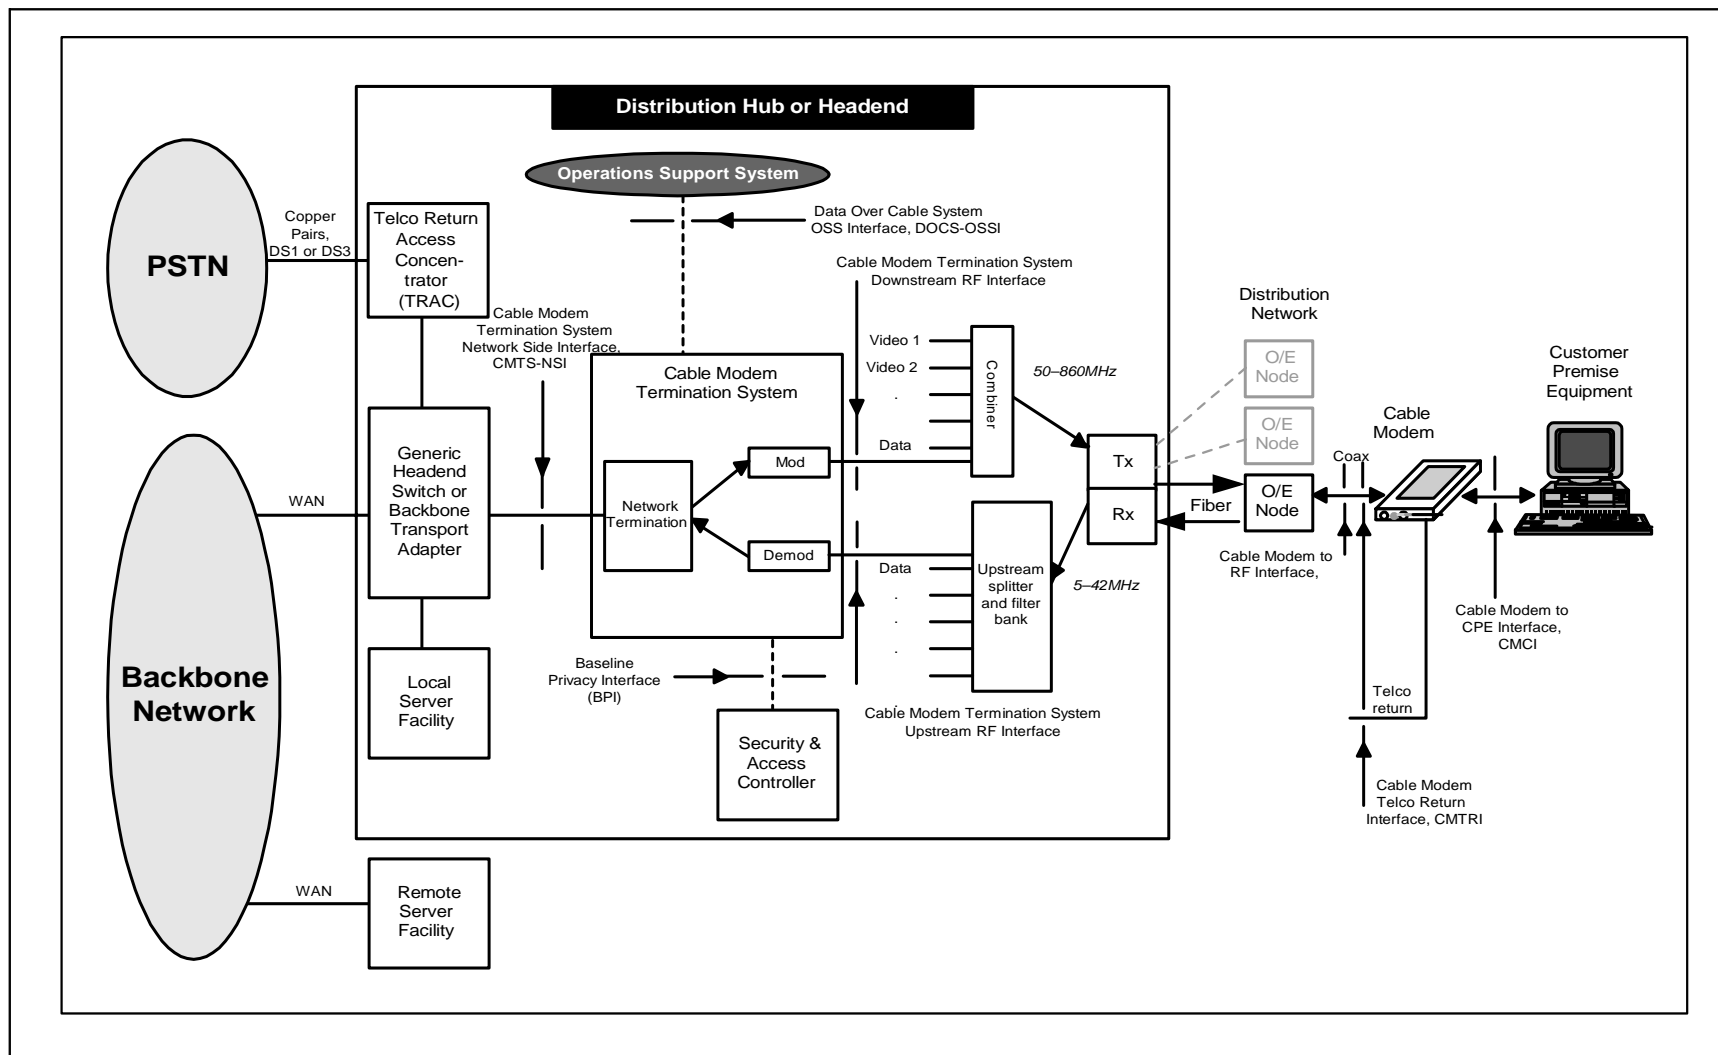 Distribution Hub or Headend
Operations Support System
Copper
Pairs,
DS1 or DS3
PSTN
Telco Return
Access
Concen-
trator
(TRAC)
Data Over Cable System
OSS Interface, DOCS-OSSI
Cable Modem Termination System
Downstream RF Interface
Cable Modem
Termination System
Network Side Interface,
CMTS-NSI
Cable Modem
Termination System
Video 1
Video 2
.
Data
Combiner
50–860MHz
Distribution
Network
O/E
Node
O/E
Node
O/E
Node
Customer
Premise
Equipment
Cable
Modem
Coax
Generic
Headend
Switch or
Backbone
Transport
Adapter
WAN
Network
Termination
Mod
Demod
Tx
Rx
Fiber
Data
.
.
.
Upstream
splitter
and filter
bank
5–42MHz
Cable Modem to
RF Interface,
Cable Modem to
CPE Interface,
CMCI
Backbone
Network
Local
Server
Facility
Baseline
Privacy Interface
(BPI)
Cable Modem Termination System
Upstream RF Interface
Security &
Access
Controller
Telco
return
Cable Modem
Telco Return
Interface, CMTRI
WAN
Remote
Server
Facility